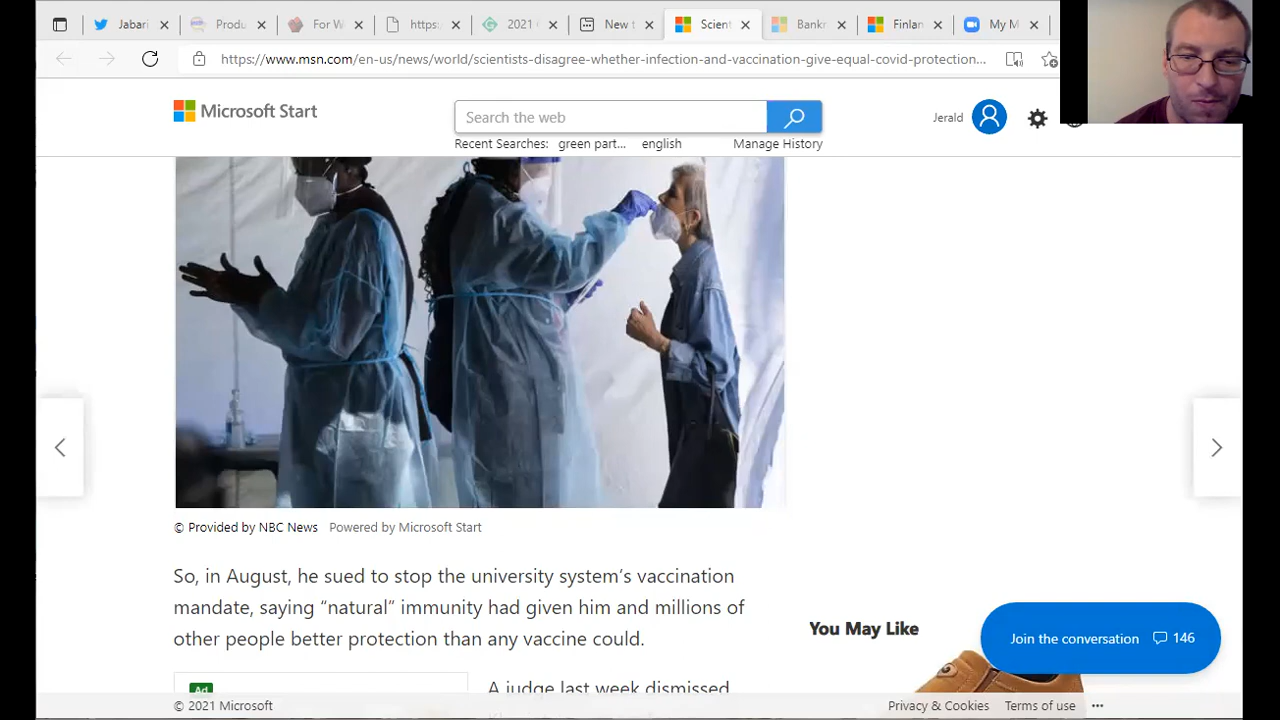 Jabari
Produ
For W
https:
2021
New t
Scient
Bankr
Finlan
My M
https://www.msn.com/en-us/news/world/scientists-disagree-whether-infection-and-vaccination-give-equal-covid-protection...
Microsoft Start
Search the web
Jerald
Recent Searches: green part... english Manage History
© Provided by NBC News Powered by Microsoft Start
So, in August, he sued to stop the university system’s vaccination
mandate, saying “natural“ immunity had given him and millions of
other people better protection than any vaccine could.
You May Like
Join the conversation 146
Ad
A judge last week dismissed
© 2021 Microsoft
Privacy & Cookies Terms of use